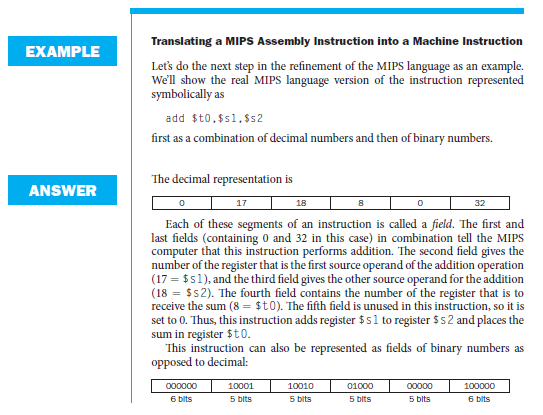 EXAMPLE
Translating a MIPS Assembly Instruction into a Machine Instruction
Let's do the next step in the refinement of the MIPS language as an example.
We'll show the real MIPS language version of the instruction represented
symbolically as
add $t0,$s1,$s2
first as a combination of decimal numbers and then of binary numbers.
ANSWER
The decimal representation is
0 17 18 8 0 32
Each of these segments of an instruction is called a field. The first and
last fields (containing 0 and 32 in this case) in combination tell the MIPS
computer that this instruction performs addition. The second field gives the
number of the register that is the first source operand of the addition operation
(17 = $s1), and the third field gives the other source operand for the addition
(18 = $s2). The fourth field contains the number of the register that is to
receive the sum (8 = $t0). The fifth field is unused in this instruction, so it is
set to 0. Thus, this instruction adds register $s1 to register $s2 and places the
sum in register $t0.
This instruction can also be represented as fields of binary numbers as
opposed to decimal:
000000 10001 10010 01000 00000 100000
6 bits 5 bits 5 bits 5 bits 5 bits 6 bits